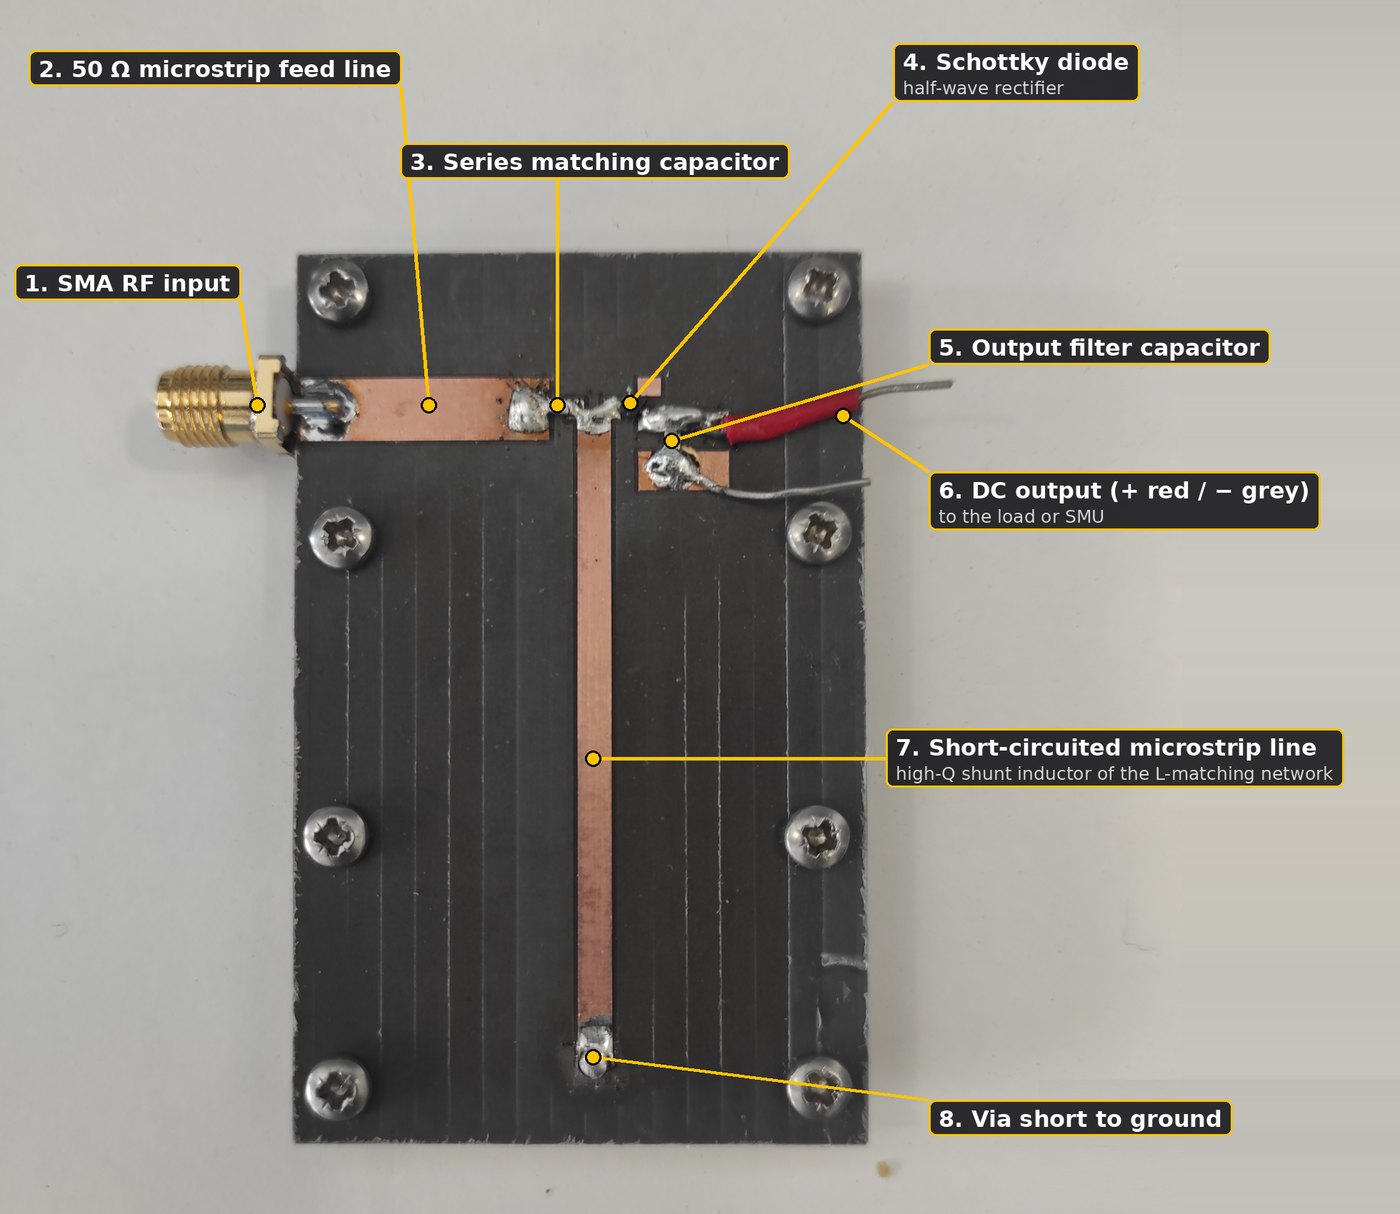 2. 50 Ω microstrip feed line
4. Schottky diode
half-wave rectifier
3. Series matching capacitor
1. SMA RF input
5. Output filter capacitor
6. DC output (+ red / − grey)
to the load or SMU
7. Short-circuited microstrip line
high-Q shunt inductor of the L-matching network
8. Via short to ground